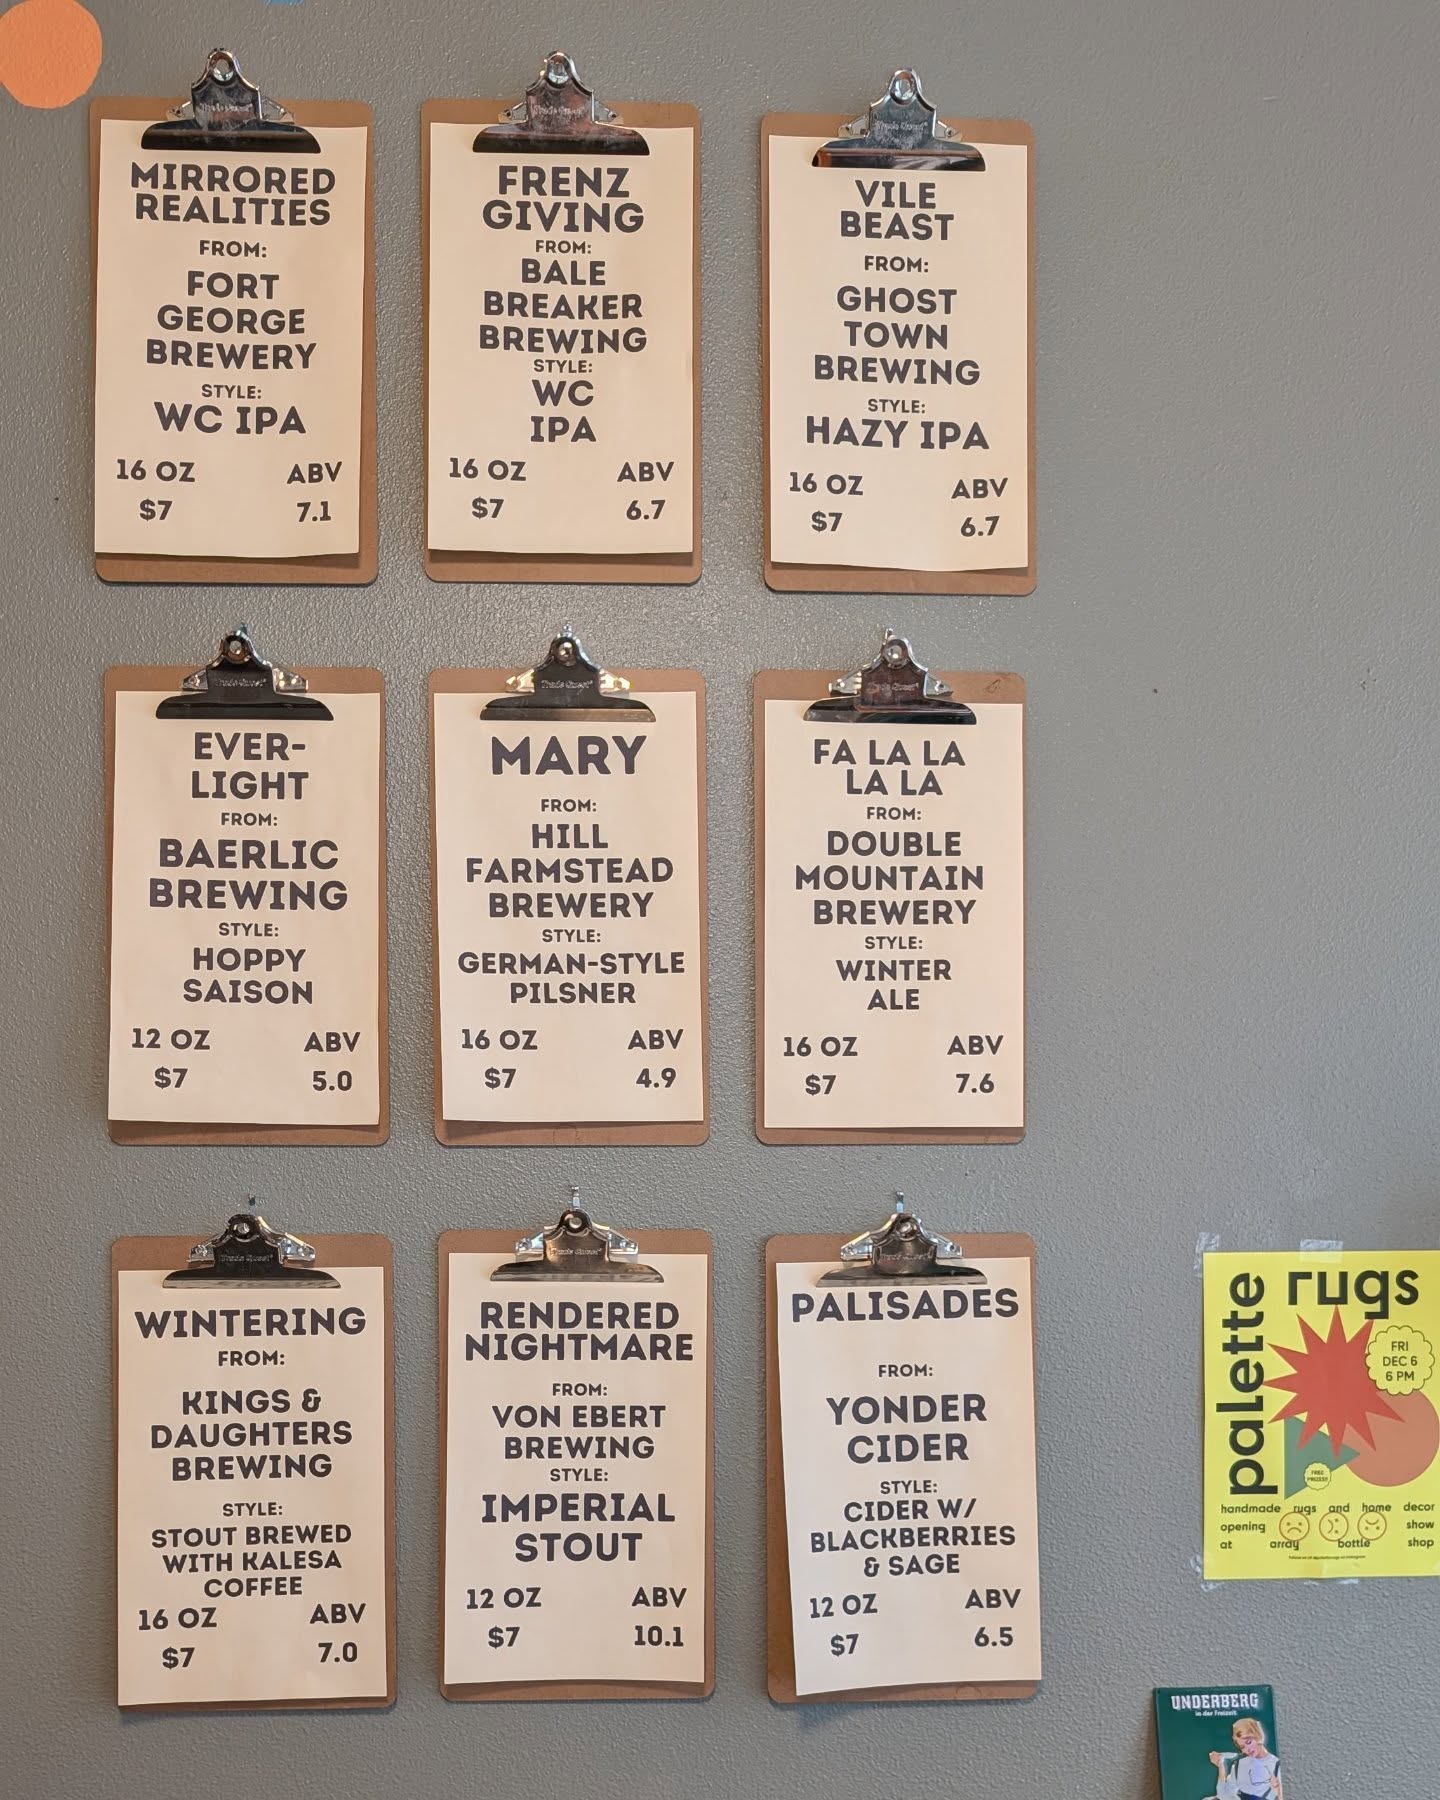 MIRRORED
REALITIES
FROM:
FORT
GEORGE
BREWERY
STYLE:
WC IPA
16 OZ ABV
$7 7.1
FRENZ
GIVING
FROM:
BALE
BREAKER
BREWING
STYLE:
WC
IPA
16 OZ ABV
$7 6.7
VILE
BEAST
FROM:
GHOST
TOWN
BREWING
STYLE:
HAZY IPA
16 OZ ABV
$7 6.7
EVER-
LIGHT
FROM:
BAERLIC
BREWING
STYLE:
HOPPY
SAISON
12 OZ ABV
$7 5.0
MARY
FROM:
HILL
FARMSTEAD
BREWERY
STYLE:
GERMAN-STYLE
PILSNER
16 OZ ABV
$7 4.9
FA LA LA
LA LA
FROM:
DOUBLE
MOUNTAIN
BREWERY
STYLE:
WINTER
ALE
16 OZ ABV
$7 7.6
WINTERING
FROM:
KINGS &
DAUGHTERS
BREWING
STYLE:
STOUT BREWED
WITH KALESA
COFFEE
16 OZ ABV
$7 7.0
RENDERED
NIGHTMARE
FROM:
VON EBERT
BREWING
STYLE:
IMPERIAL
STOUT
12 OZ ABV
$7 10.1
PALISADES
FROM:
YONDER
CIDER
STYLE:
CIDER W/
BLACKBERRIES
& SAGE
12 OZ ABV
$7 6.5
palette
rugs
FRI
DEC 6
6 PM
FREE
PRIZES!!
handmade rugs and home decor
opening show
at array bottle shop
UNDERBERG
in der Freizeit